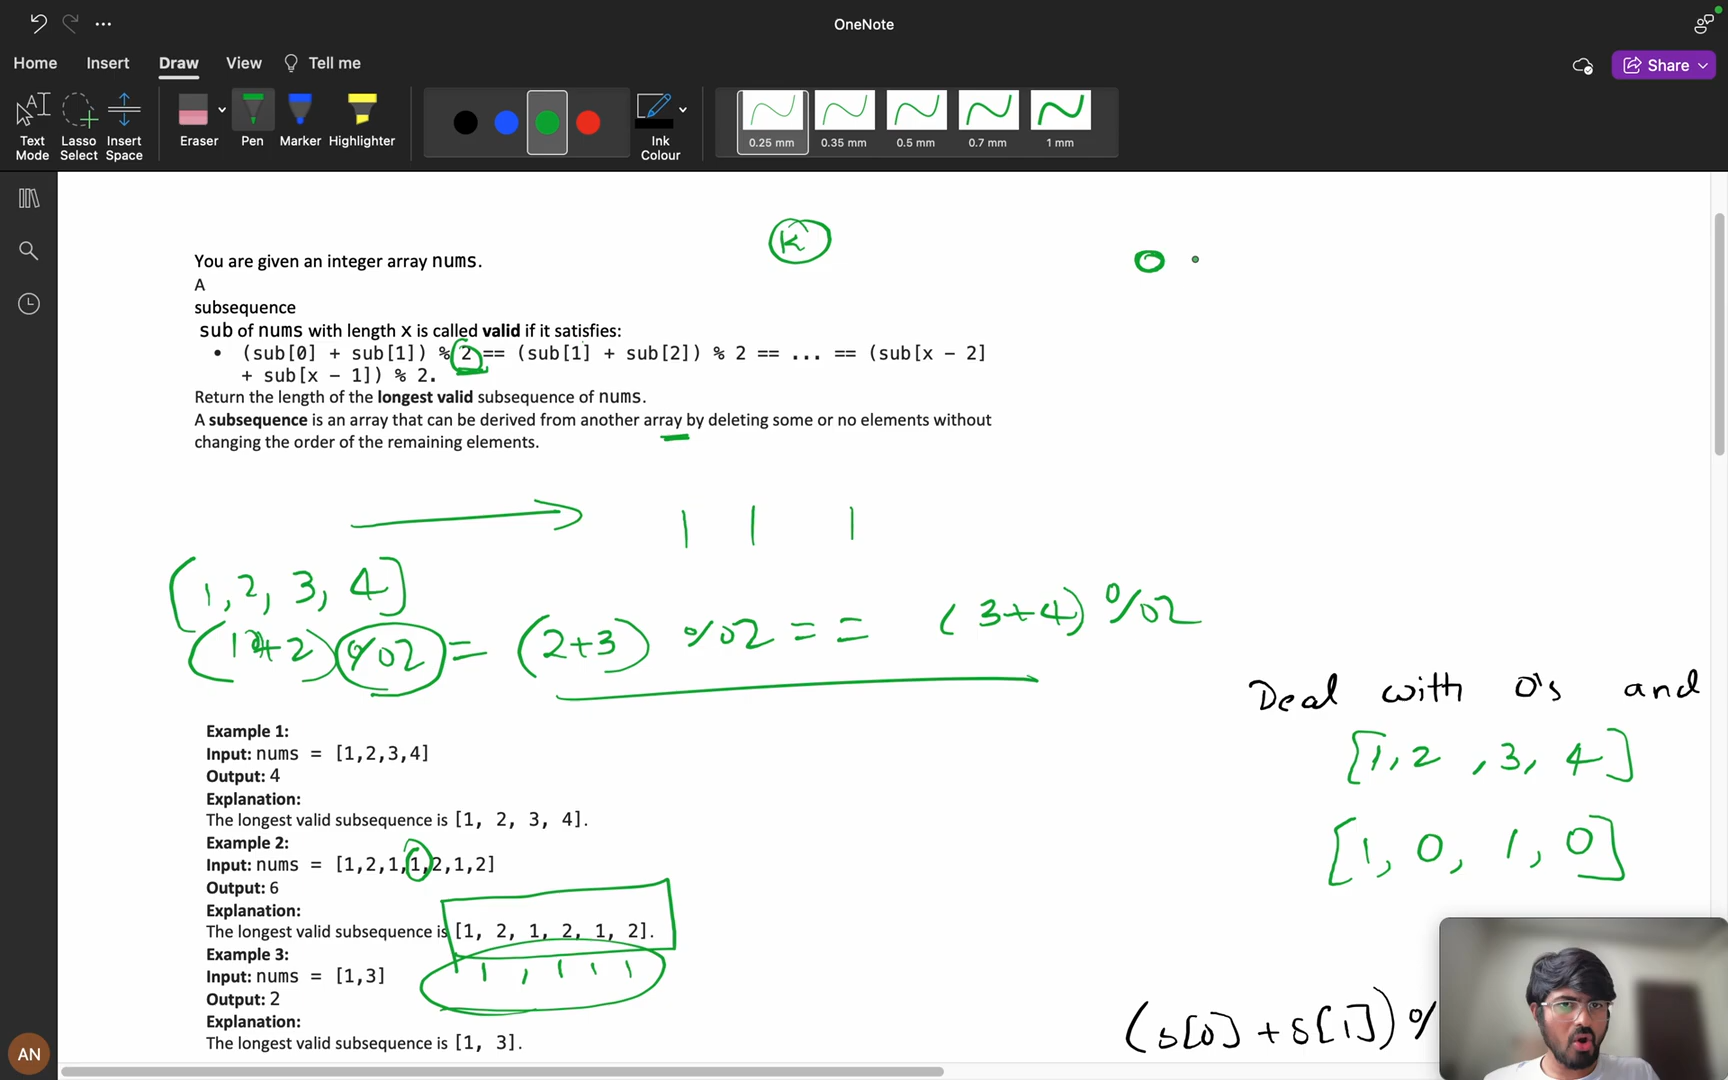 OneNote
Home Insert Draw View Tell me
Share
Text Mode
Lasso Select
Insert Space
Eraser
Pen
Marker
Highlighter
Ink Colour
0.25 mm
0.35 mm
0.5 mm
0.7 mm
1 mm
K
0
You are given an integer array nums.
A
subsequence
sub of nums with length x is called valid if it satisfies:
• (sub[0] + sub[1]) % 2 == (sub[1] + sub[2]) % 2 == ... == (sub[x - 2]
+ sub[x - 1]) % 2.
Return the length of the longest valid subsequence of nums.
A subsequence is an array that can be derived from another array by deleting some or no elements without
changing the order of the remaining elements.
1 1 1
[1, 2, 3, 4]
(1+2) %2 = (2+3) %2 == (3+4) %2
Example 1:
Input: nums = [1,2,3,4]
Output: 4
Explanation:
The longest valid subsequence is [1, 2, 3, 4].
Example 2:
Input: nums = [1,2,1,1,2,1,2]
Output: 6
Explanation:
The longest valid subsequence is [1, 2, 1, 2, 1, 2].
1 1 1 1 1
Example 3:
Input: nums = [1,3]
Output: 2
Explanation:
The longest valid subsequence is [1, 3].
Deal with 0's and
[1, 2, 3, 4]
[1, 0, 1, 0]
(s[0] + s[1]) %
AN